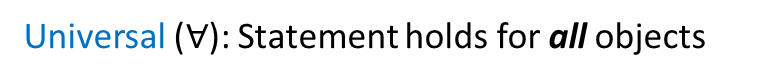 Universal (∀): Statement holds for all objects